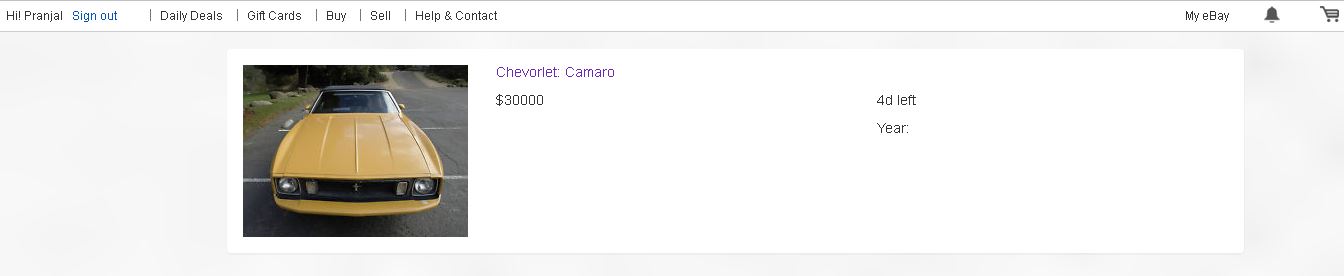 Hi! Pranjal Sign out | Daily Deals | Gift Cards | Buy | Sell | Help & Contact My eBay
Chevorlet: Camaro
$30000 4d left
Year: